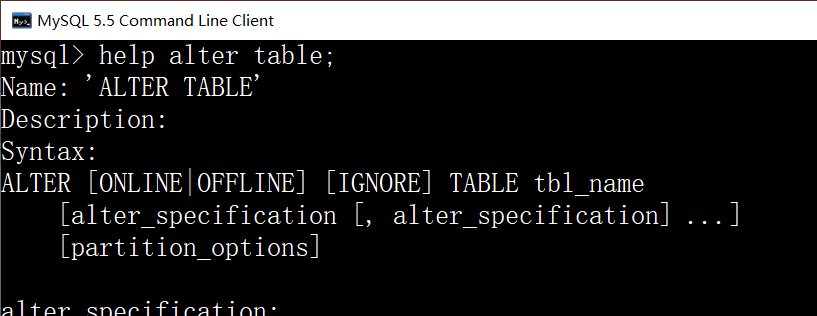 MySQL 5.5 Command Line Client
mysql> help alter table;
Name: 'ALTER TABLE'
Description:
Syntax:
ALTER [ONLINE|OFFLINE] [IGNORE] TABLE tbl_name
    [alter_specification [, alter_specification] ...]
    [partition_options]
alter_specification: